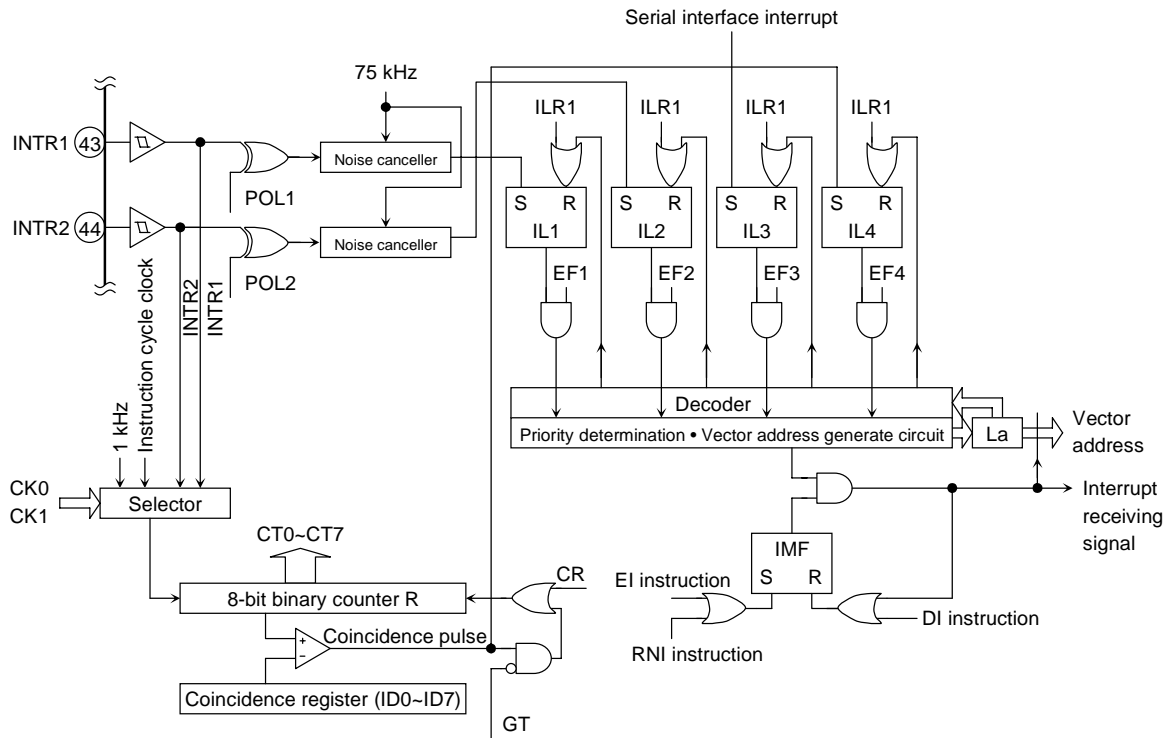 Serial interface interrupt
75 kHz
ILR1
ILR1
ILR1
ILR1
INTR1 43
Noise canceller
POL1
S R
IL1
S R
IL2
S R
IL3
S R
IL4
INTR2 44
Noise canceller
POL2
EF1
EF2
EF3
EF4
1 kHz
Instruction cycle clock
INTR2
INTR1
Decoder
Priority determination • Vector address generate circuit
La
Vector
address
CK0
CK1
Selector
Interrupt
receiving
signal
CT0~CT7
IMF
S R
EI instruction
RNI instruction
DI instruction
CR
8-bit binary counter R
+
−
Coincidence pulse
Coincidence register (ID0~ID7)
GT